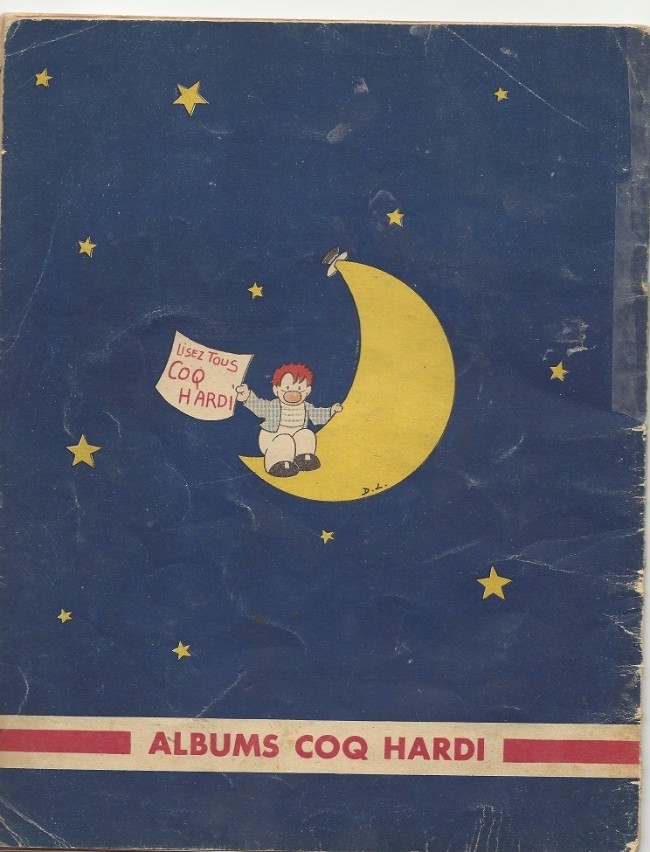 LISEZ TOUS
COQ
HARDI
D.L.
ALBUMS COQ HARDI